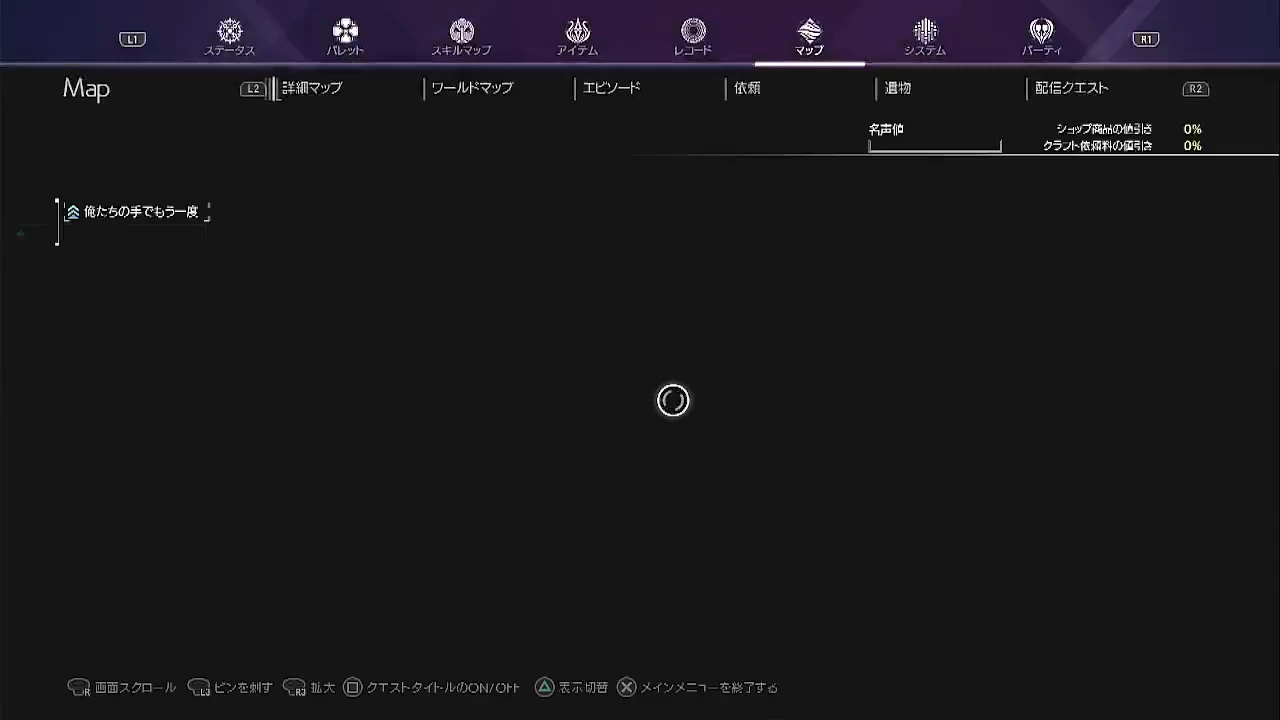 L1 ステータス パレット スキルマップ アイテム レコード マップ システム パーティ R1
Map L2 詳細マップ ワールドマップ エピソード 依頼 遺物 配信クエスト R2
名声値 ショップ商品の値引き 0%
クラフト依頼料の値引き 0%
俺たちの手でもう一度
R 画面スクロール L3 ピンを刺す R3 拡大 クエストタイトルのON/OFF 表示切替 メインメニューを終了する